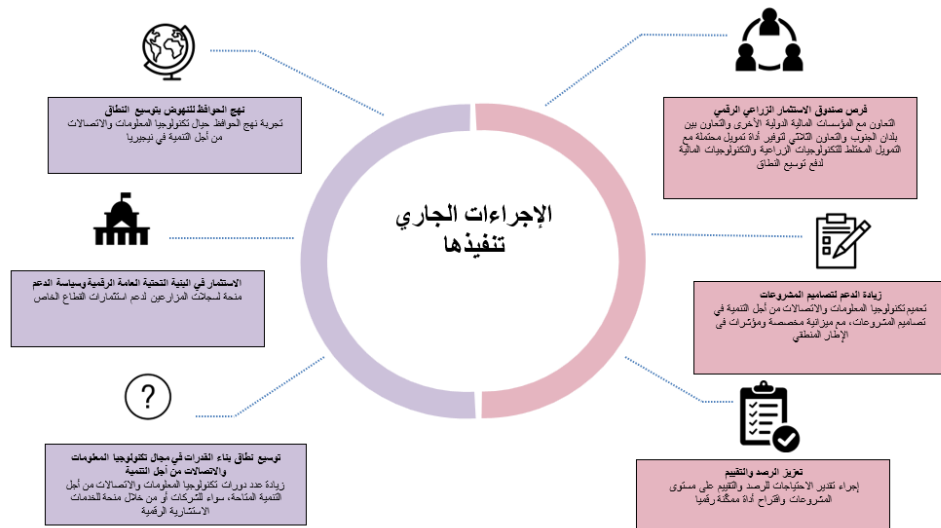 الإجراءات الجاري
تنفيذها
فرص صندوق الاستثمار الزراعي الرقمي
التعاون مع المؤسسات المالية الدولية الأخرى والتعاون بين
بلدان الجنوب والتعاون الثلاثي لتوفير أداة تمويل محتملة مع
التمويل المختلط للتكنولوجيات الزراعية والتكنولوجيات المالية
لدفع توسيع النطاق
زيادة الدعم لتصاميم المشروعات
تعميم تكنولوجيا المعلومات والاتصالات من أجل التنمية في
تصاميم المشروعات، مع ميزانية مخصصة ومؤشرات في
الإطار المنطقي
تعزيز الرصد والتقييم
إجراء تقدير الاحتياجات للرصد والتقييم على مستوى
المشروعات واقتراح أداة ممكّنة رقميا
نهج الحوافظ للنهوض بتوسيع النطاق
تجربة نهج الحوافظ حيال تكنولوجيا المعلومات والاتصالات
من أجل التنمية في نيجيريا
الاستثمار في البنية التحتية العامة الرقمية وسياسة الدعم
منحة لسجلات المزارعين لدعم استثمارات القطاع الخاص
?
توسيع نطاق بناء القدرات في مجال تكنولوجيا المعلومات
والاتصالات من أجل التنمية
زيادة عدد دورات تكنولوجيا المعلومات والاتصالات من أجل
التنمية المتاحة، سواء للشركات أو من خلال منحة للخدمات
الاستشارية الرقمية